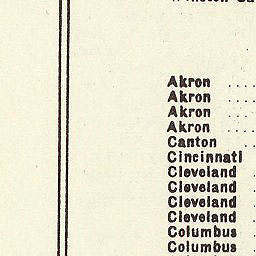 Akron ....
Akron ....
Akron ....
Akron ....
Canton ..
Cincinnati
Cleveland .
Cleveland .
Cleveland .
Cleveland .
Columbus .
Columbus .